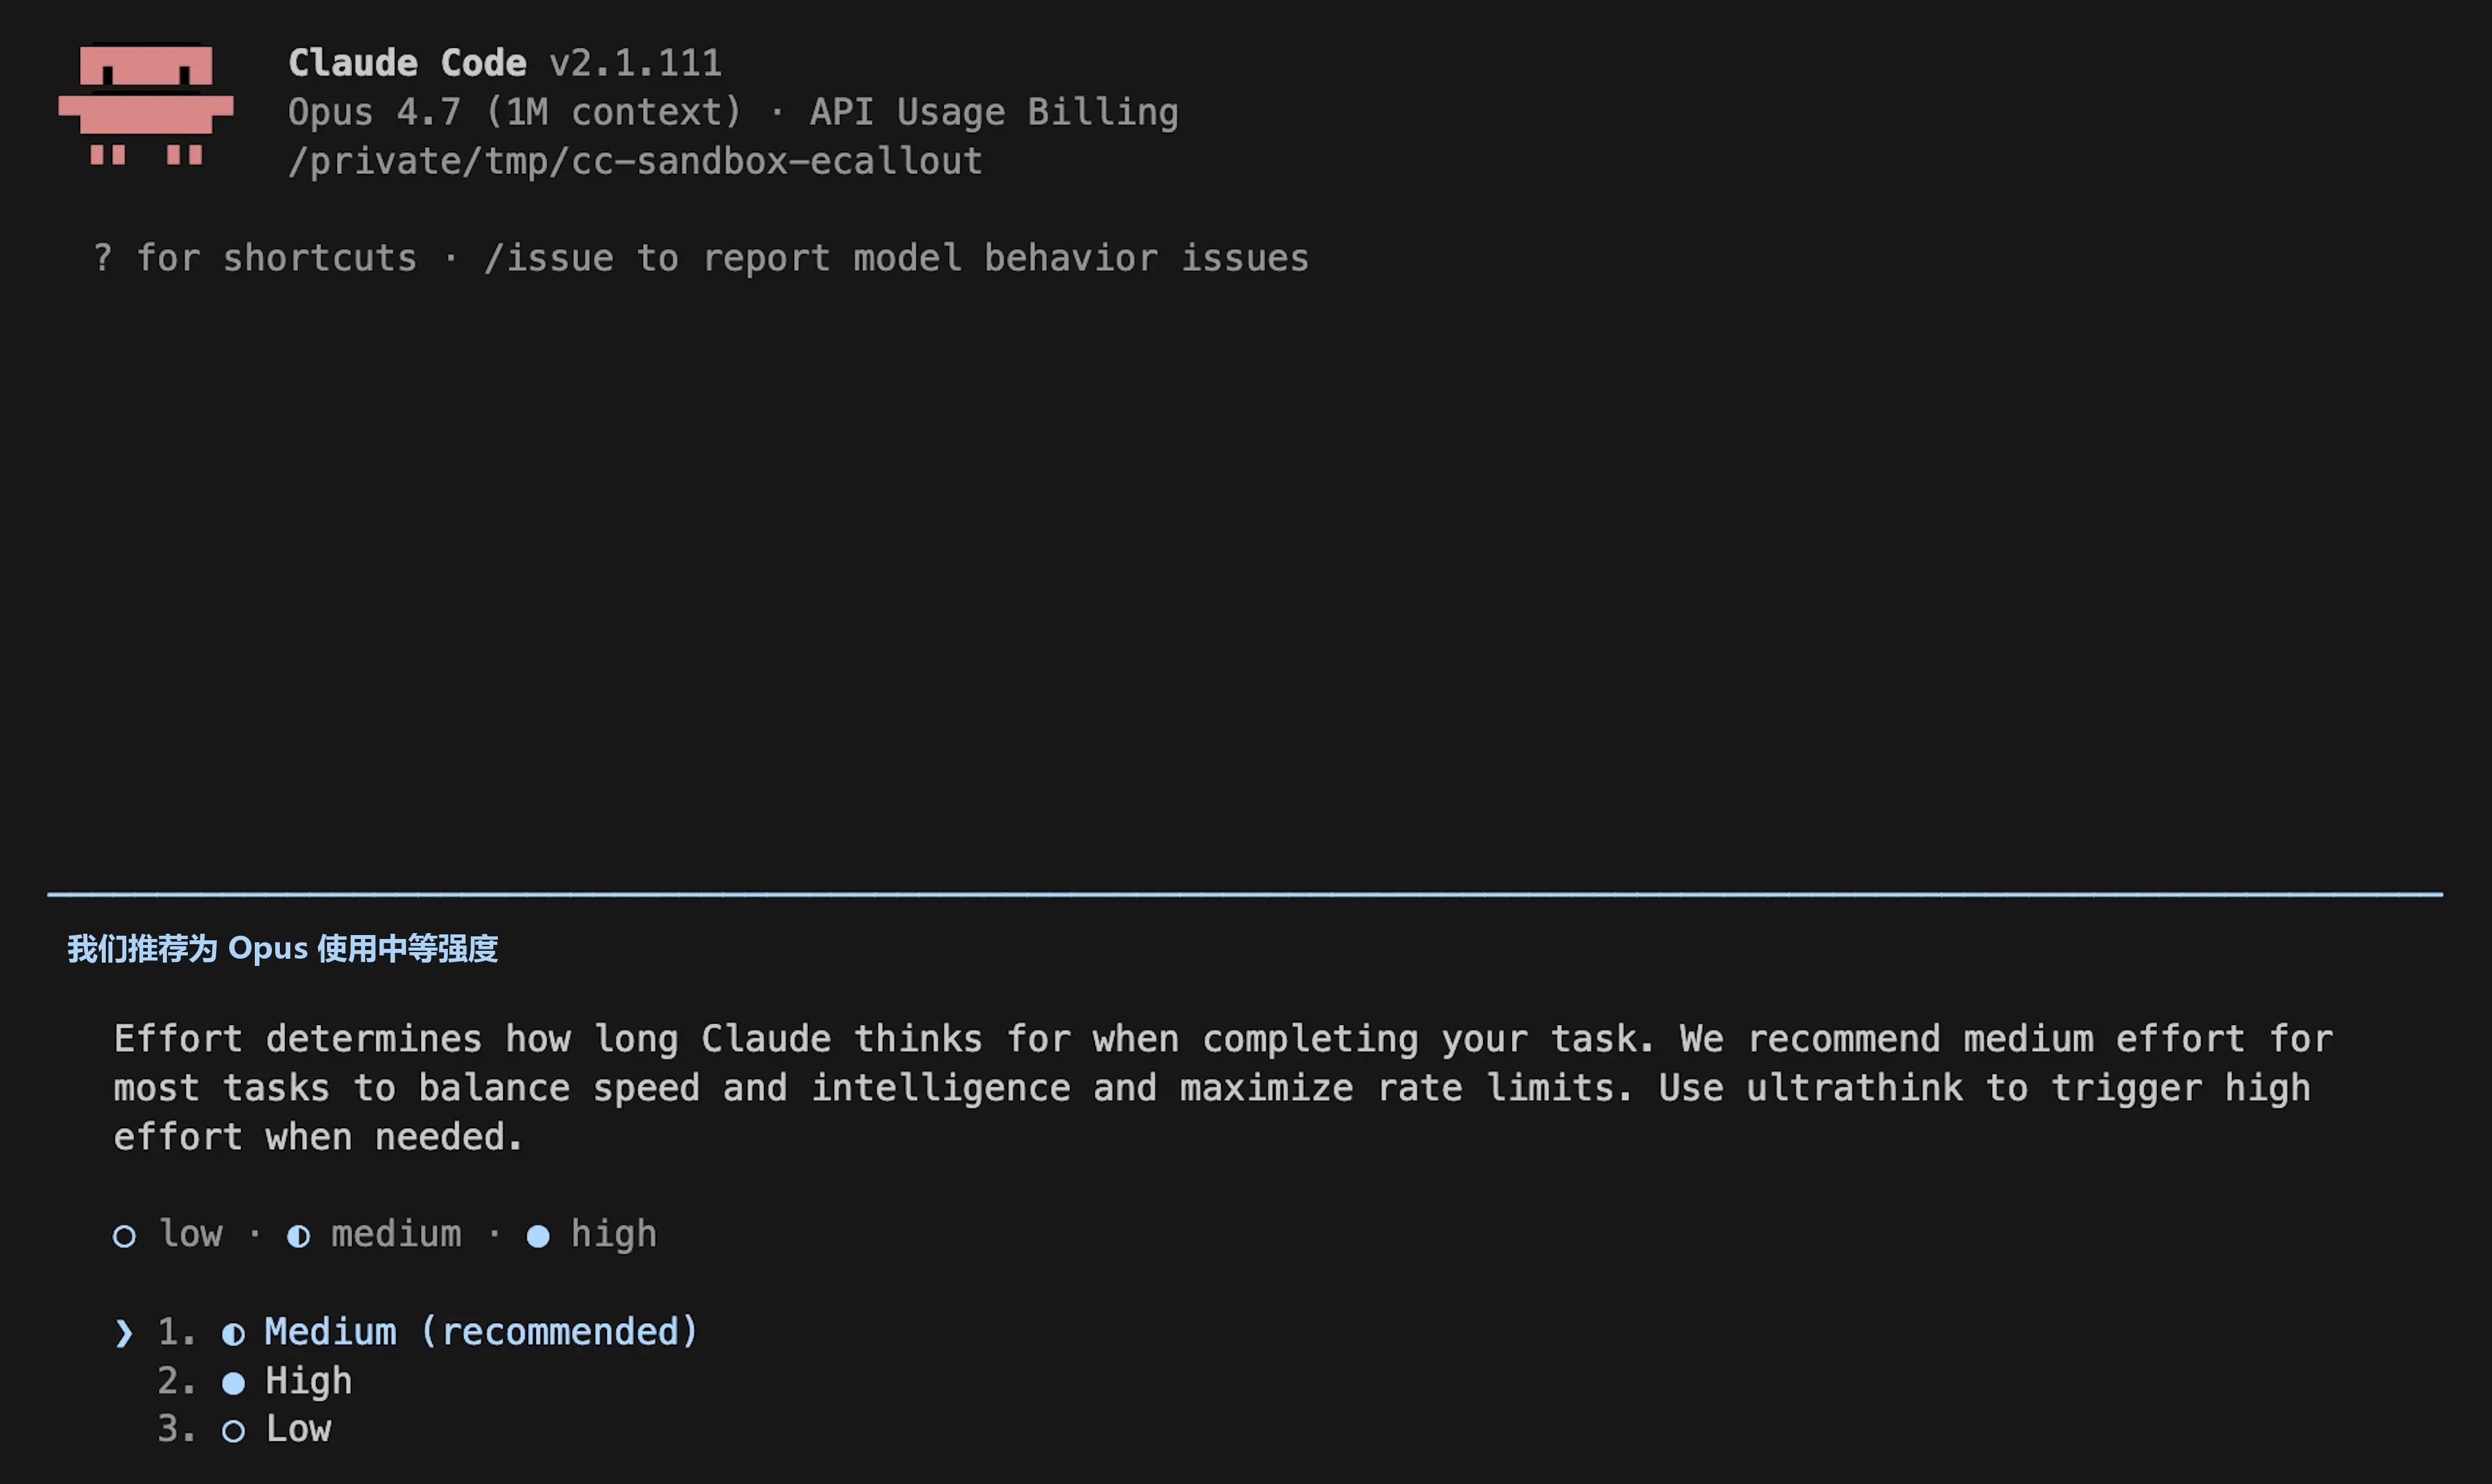 Claude Code v2.1.111
Opus 4.7 (1M context) · API Usage Billing
/private/tmp/cc-sandbox-ecallout
? for shortcuts · /issue to report model behavior issues
我们推荐为 Opus 使用中等强度
Effort determines how long Claude thinks for when completing your task. We recommend medium effort for
most tasks to balance speed and intelligence and maximize rate limits. Use ultrathink to trigger high
effort when needed.
○ low · ◐ medium · ● high
❯ 1. ◐ Medium (recommended)
2. ● High
3. ○ Low